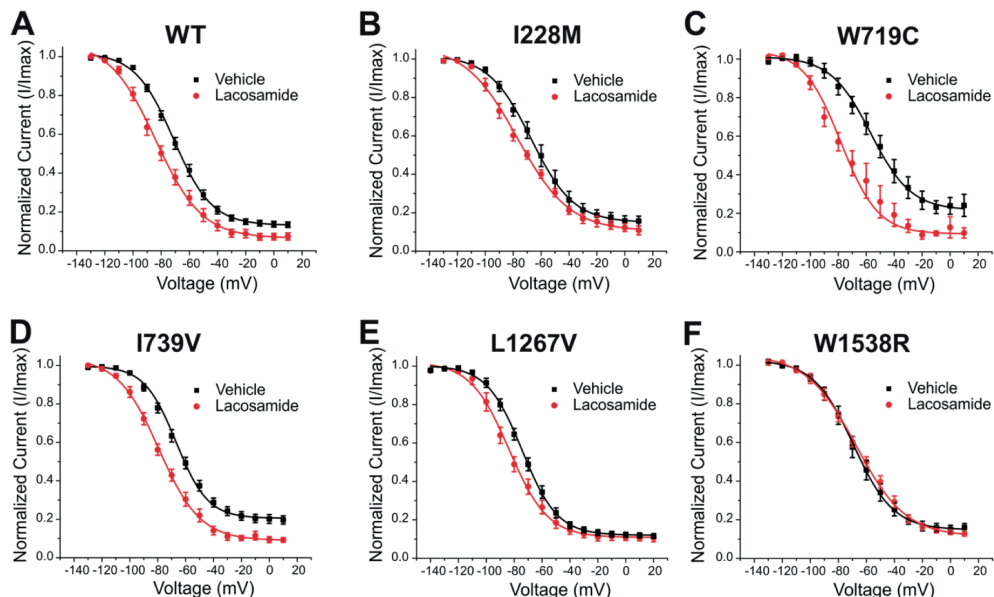 A
WT
Normalized Current (I/Imax)
1.0
0.8
0.6
0.4
0.2
0.0
Vehicle
Lacosamide
-140 -120 -100 -80 -60 -40 -20 0 20
Voltage (mV)
B
I228M
Normalized Current (I/Imax)
1.0
0.8
0.6
0.4
0.2
0.0
Vehicle
Lacosamide
-140 -120 -100 -80 -60 -40 -20 0 20
Voltage (mV)
C
W719C
Normalized Current (I/Imax)
1.0
0.8
0.6
0.4
0.2
0.0
Vehicle
Lacosamide
-140 -120 -100 -80 -60 -40 -20 0 20
Voltage (mV)
D
I739V
Normalized Current (I/Imax)
1.0
0.8
0.6
0.4
0.2
0.0
Vehicle
Lacosamide
-140 -120 -100 -80 -60 -40 -20 0 20
Voltage (mV)
E
L1267V
Normalized Current (I/Imax)
1.0
0.8
0.6
0.4
0.2
0.0
Vehicle
Lacosamide
-140 -120 -100 -80 -60 -40 -20 0 20
Voltage (mV)
F
W1538R
Normalized Current (I/Imax)
1.0
0.8
0.6
0.4
0.2
0.0
Vehicle
Lacosamide
-140 -120 -100 -80 -60 -40 -20 0 20
Voltage (mV)